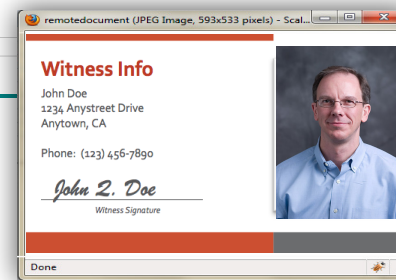 remotedocument (JPEG Image, 593x533 pixels) - Scal...
Witness Info
John Doe
1234 Anystreet Drive
Anytown, CA
Phone: (123) 456-7890
John Q. Doe
Witness Signature
Done